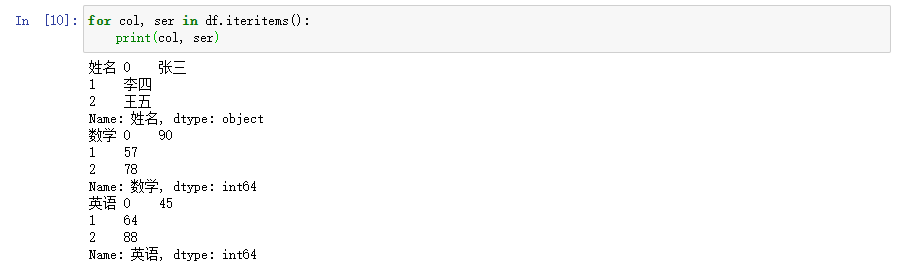 In [10]: for col, ser in df.iteritems():
    print(col, ser)
姓名 0    张三
1    李四
2    王五
Name: 姓名, dtype: object
数学 0    90
1    57
2    78
Name: 数学, dtype: int64
英语 0    45
1    64
2    88
Name: 英语, dtype: int64